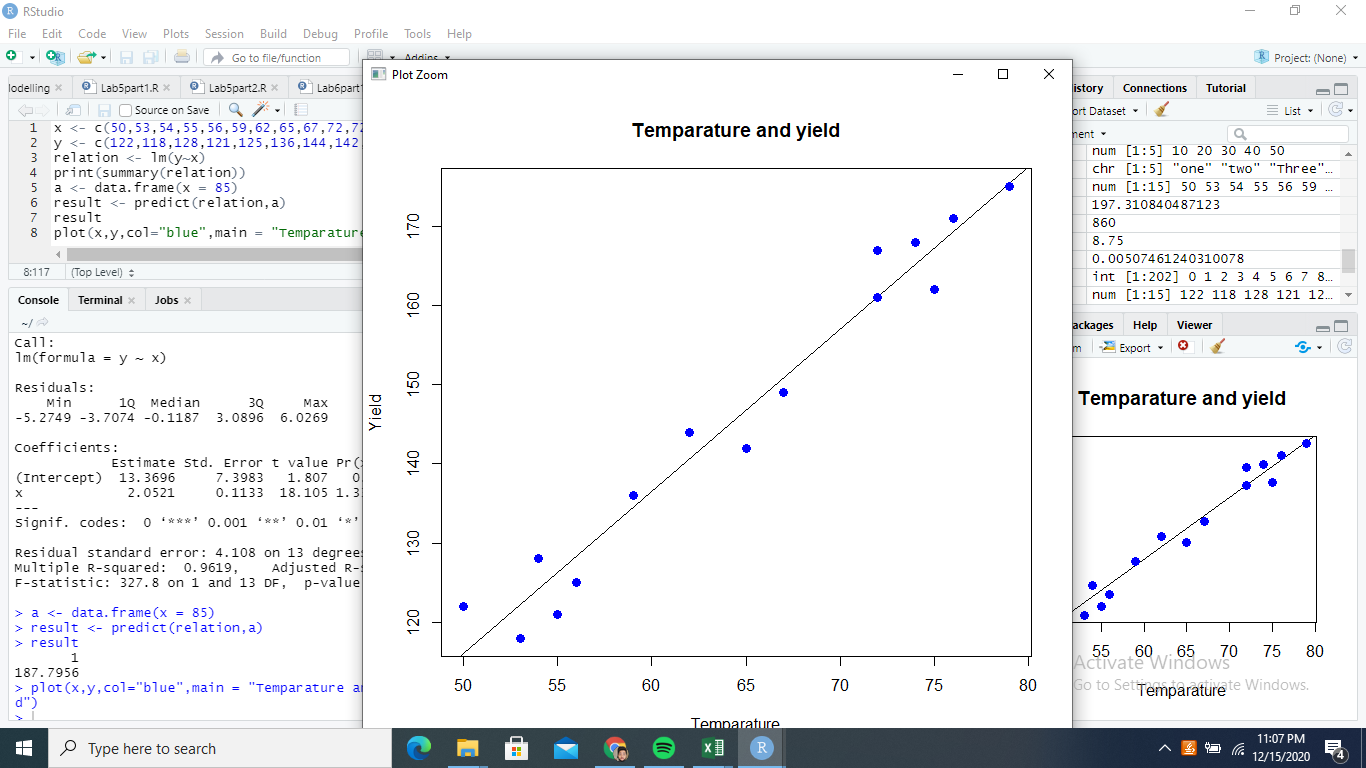 RStudio
File Edit Code View Plots Session Build Debug Profile Tools Help
Go to file/function Addins Project: (None)
lodelling Lab5part1.R Lab5part2.R Lab6part1
Source on Save
1 x <- c(50,53,54,55,56,59,62,65,67,72,72
2 y <- c(122,118,128,121,125,136,144,142
3 relation <- lm(y~x)
4 print(summary(relation))
5 a <- data.frame(x = 85)
6 result <- predict(relation,a)
7 result
8 plot(x,y,col="blue",main = "Temparature
8:117 (Top Level)
Console Terminal Jobs
~/
Call:
lm(formula = y ~ x)
Residuals:
Min 1Q Median 3Q Max
-5.2749 -3.7074 -0.1187 3.0896 6.0269
Coefficients:
Estimate Std. Error t value Pr(
(Intercept) 13.3696 7.3983 1.807 0
x 2.0521 0.1133 18.105 1.3
---
Signif. codes: 0 ‘***’ 0.001 ‘**’ 0.01 ‘*’
Residual standard error: 4.108 on 13 degrees
Multiple R-squared: 0.9619, Adjusted R-s
F-statistic: 327.8 on 1 and 13 DF, p-value
> a <- data.frame(x = 85)
> result <- predict(relation,a)
> result
1
187.7956
> plot(x,y,col="blue",main = "Temparature a
d")
>
Plot Zoom
Temparature and yield
Yield
170
160
150
140
130
120
50 55 60 65 70 75 80
Temparature
istory Connections Tutorial
ort Dataset List
ment
num [1:5] 10 20 30 40 50
chr [1:5] "one" "two" "Three"…
num [1:15] 50 53 54 55 56 59 …
197.310840487123
860
8.75
0.00507461240310078
int [1:202] 0 1 2 3 4 5 6 7 8…
num [1:15] 122 118 128 121 12…
ackages Help Viewer
m Export
Temparature and yield
55 60 65 70 75 80
Temparature
Activate Windows
Go to Settings to activate Windows.
Type here to search
11:07 PM
12/15/2020
4